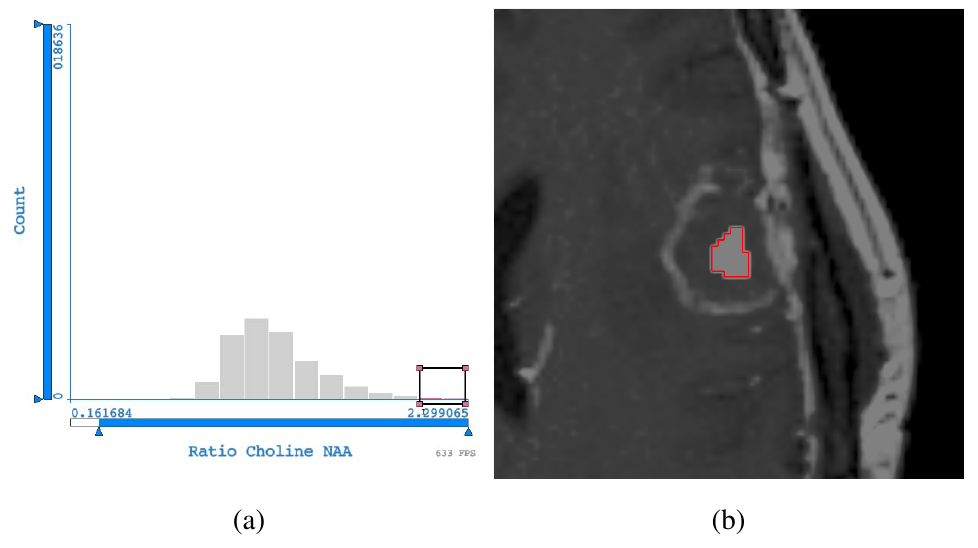 018636
Count
0
0.161684
2.299065
Ratio Choline NAA
633 FPS
(a)
(b)